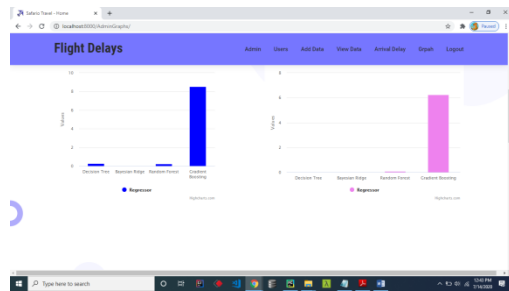 Safario Travel - Home
localhost:8000/AdminGraphs/
Paused
Flight Delays
Admin Users Add Data View Data Arrival Delay Grpah Logout
10
8
6
4
2
0
Values
Decision Tree Bayesian Ridge Random Forest Gradient Boosting
Regressor
Highcharts.com
8
6
4
2
0
Values
Decision Tree Bayesian Ridge Random Forest Gradient Boosting
Regressor
Highcharts.com
Type here to search
12:43 PM